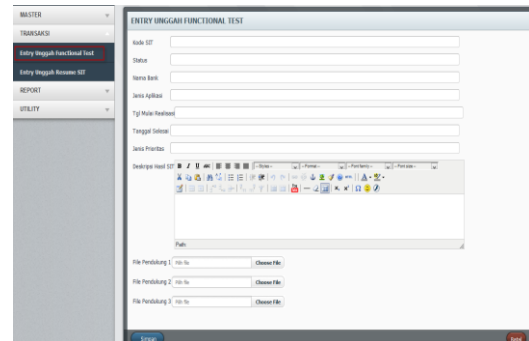 MASTER
TRANSAKSI
Entry Unggah Functional Test
Entry Unggah Resume SIT
REPORT
UTILITY
ENTRY UNGGAH FUNCTIONAL TEST
Kode SIT
Status
Nama Bank
Jenis Aplikasi
Tgl Mulai Realisasi
Tanggal Selesai
Jenis Prioritas
Deskripsi Hasil SIT
Path:
File Pendukung 1 Choose File
File Pendukung 2 Choose File
File Pendukung 3 Choose File
Simpan Batal